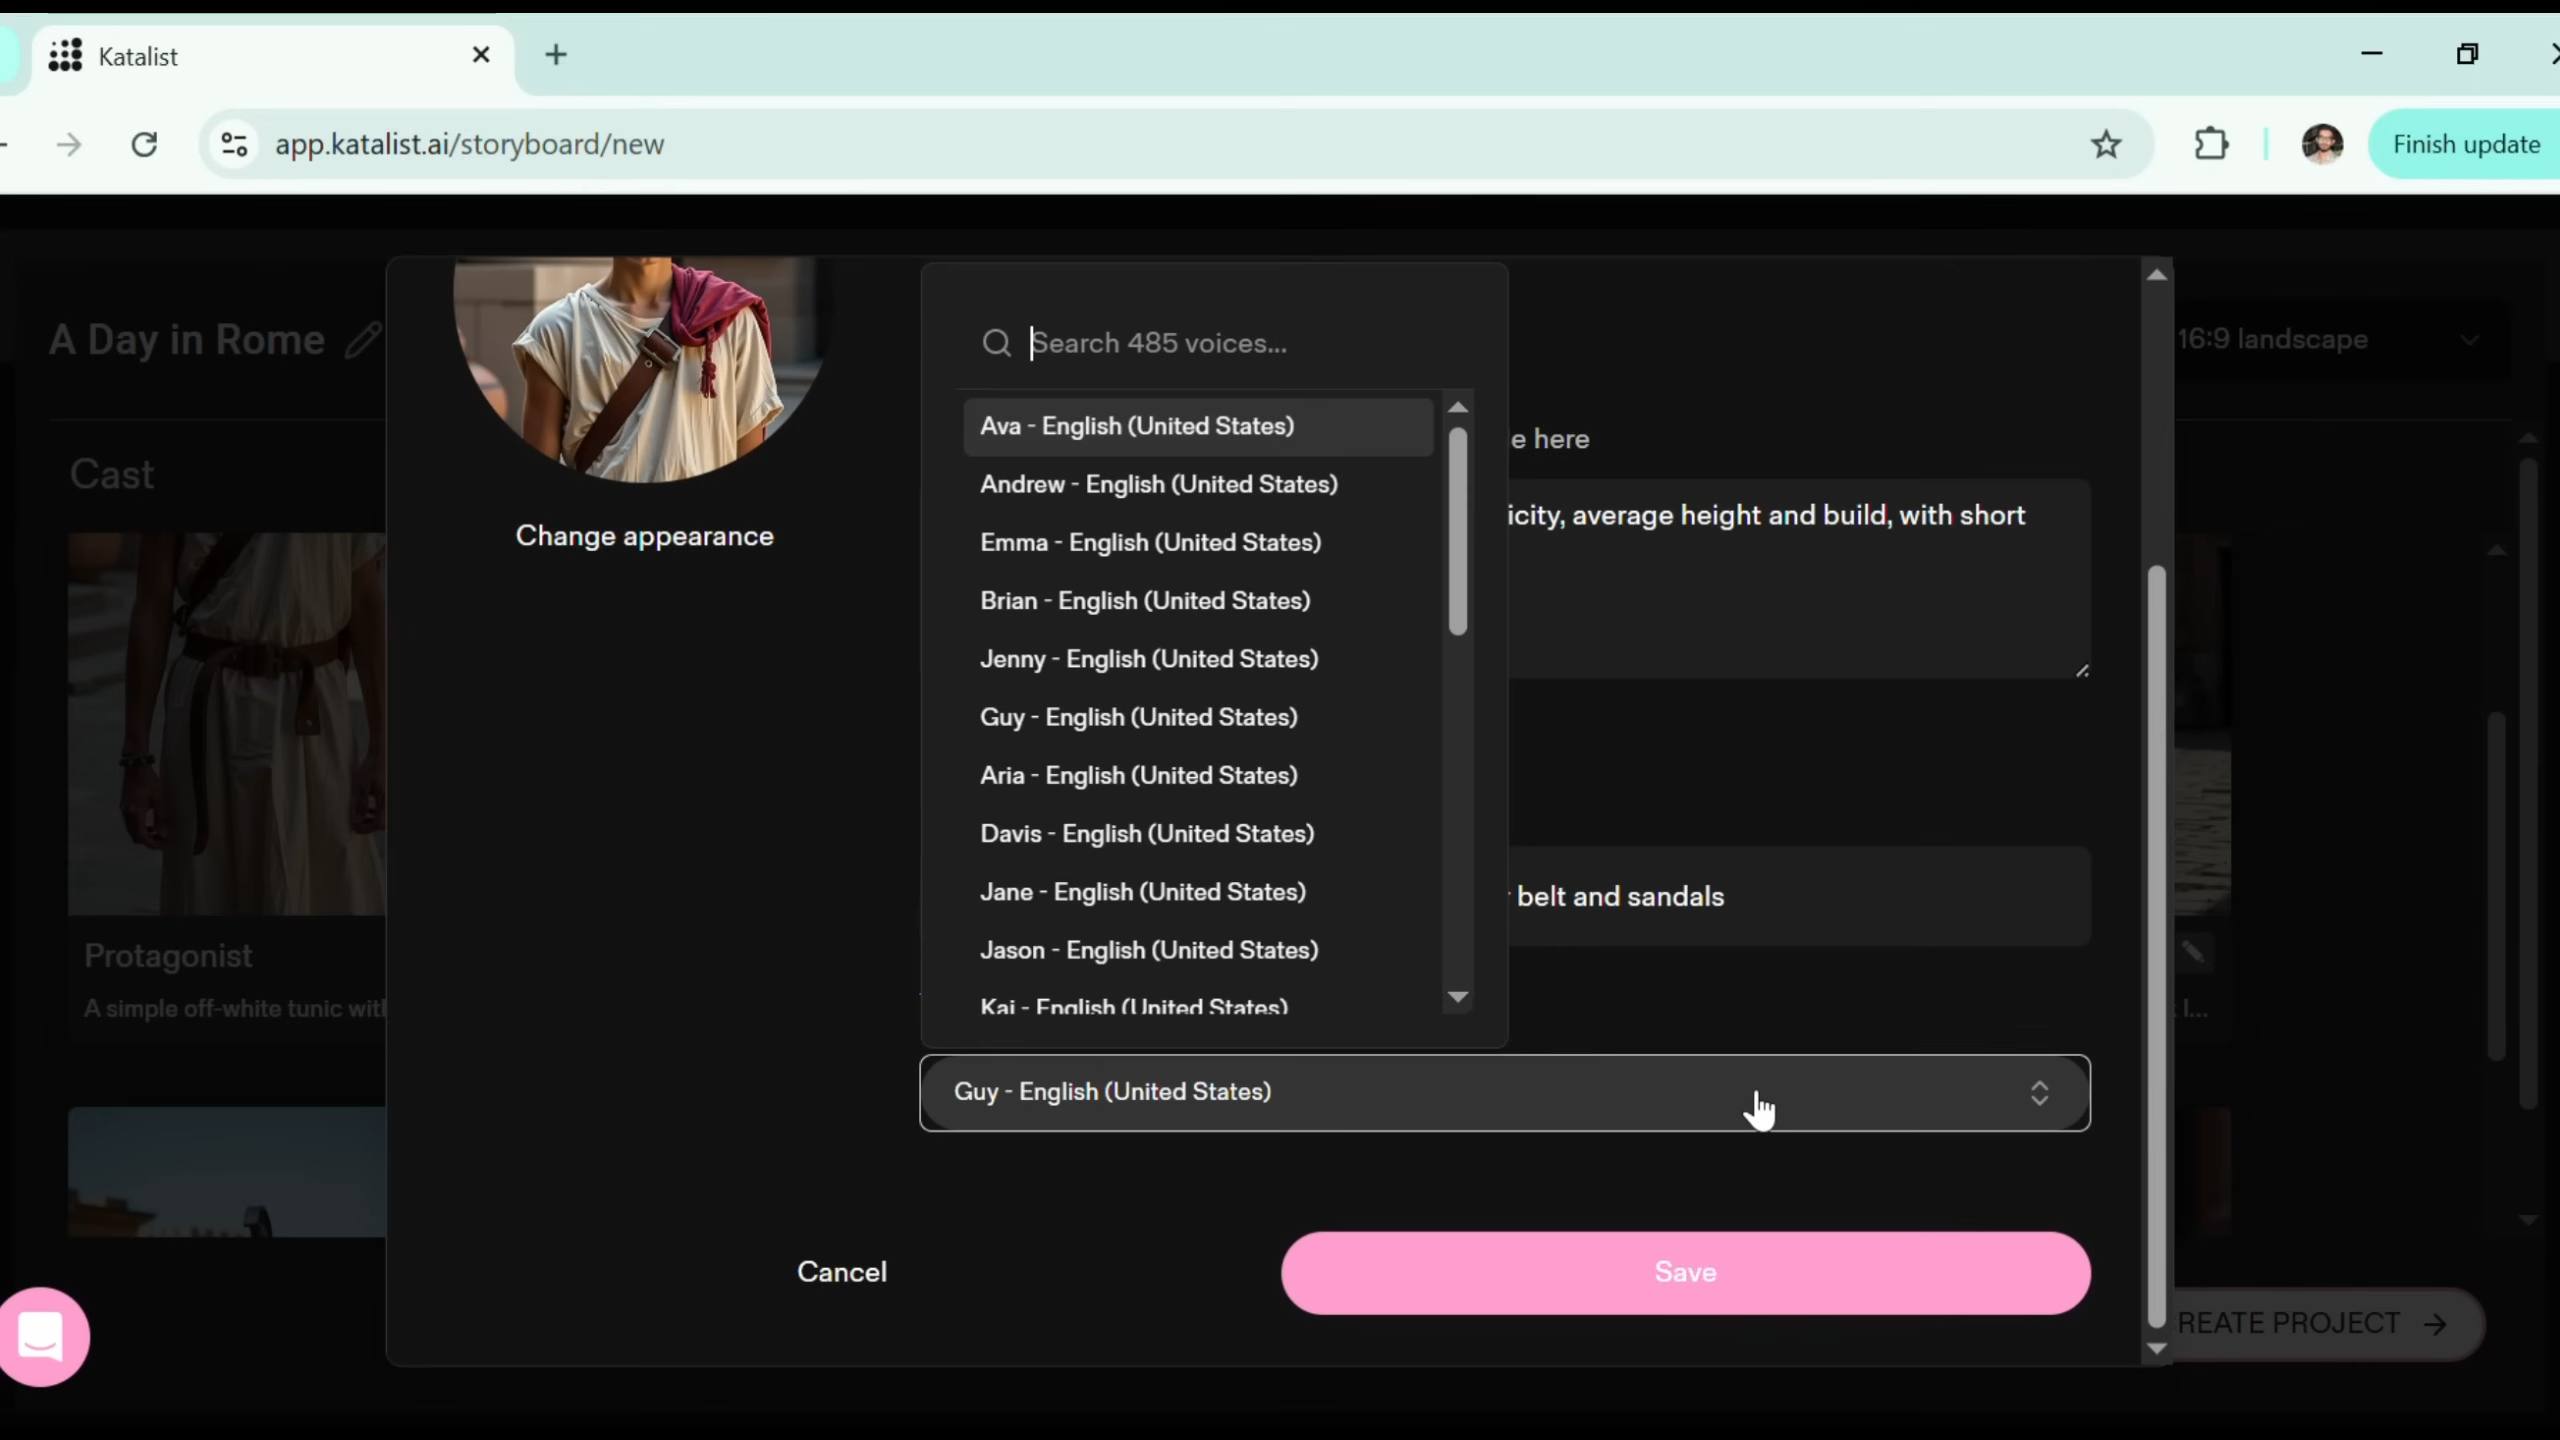 Katalist
app.katalist.ai/storyboard/new
Finish update
A Day in Rome
16:9 landscape
Cast
Search 485 voices...
Ava - English (United States)
Andrew - English (United States)
Emma - English (United States)
Brian - English (United States)
Jenny - English (United States)
Guy - English (United States)
Aria - English (United States)
Davis - English (United States)
Jane - English (United States)
Jason - English (United States)
Kai - English (United States)
e here
icity, average height and build, with short
Change appearance
belt and sandals
Protagonist
A simple off-white tunic with
Guy - English (United States)
Cancel
Save
REATE PROJECT